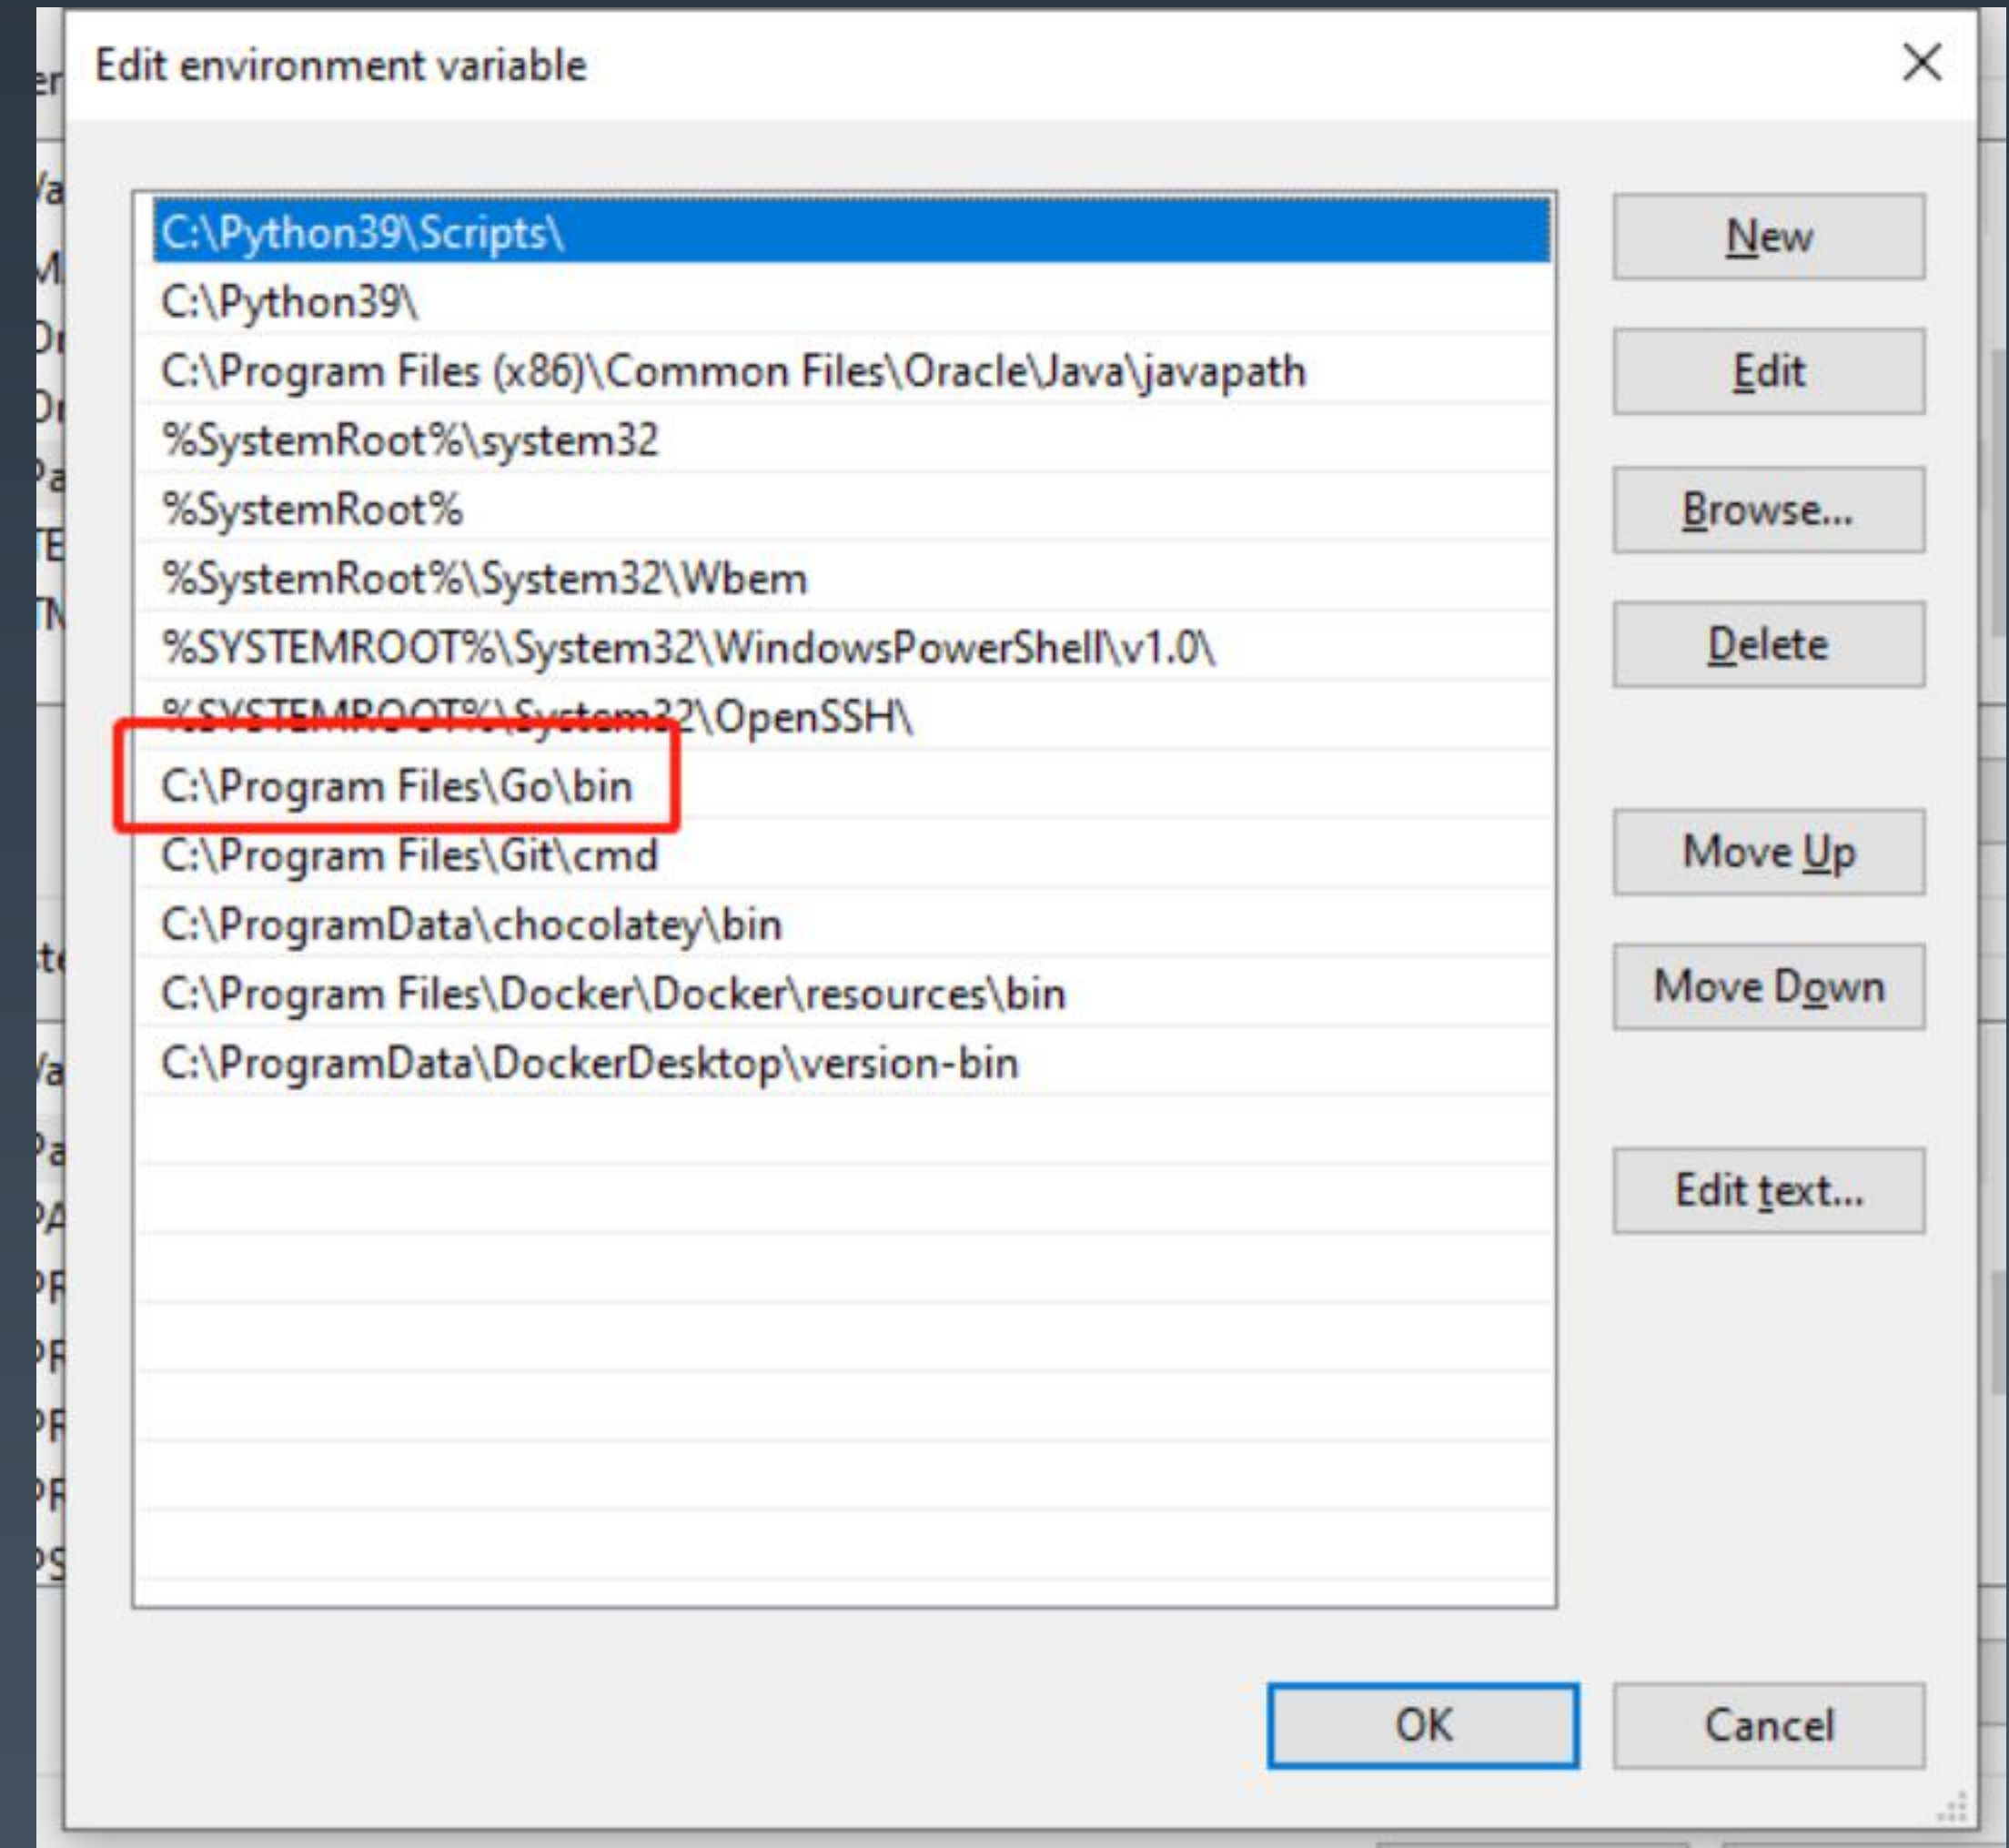 Edit environment variable
C:\Python39\Scripts\
C:\Python39\
C:\Program Files (x86)\Common Files\Oracle\Java\javapath
%SystemRoot%\system32
%SystemRoot%
%SystemRoot%\System32\Wbem
%SYSTEMROOT%\System32\WindowsPowerShell\v1.0\
%SYSTEMROOT%\System32\OpenSSH\
C:\Program Files\Go\bin
C:\Program Files\Git\cmd
C:\ProgramData\chocolatey\bin
C:\Program Files\Docker\Docker\resources\bin
C:\ProgramData\DockerDesktop\version-bin
New
Edit
Browse...
Delete
Move Up
Move Down
Edit text...
OK
Cancel